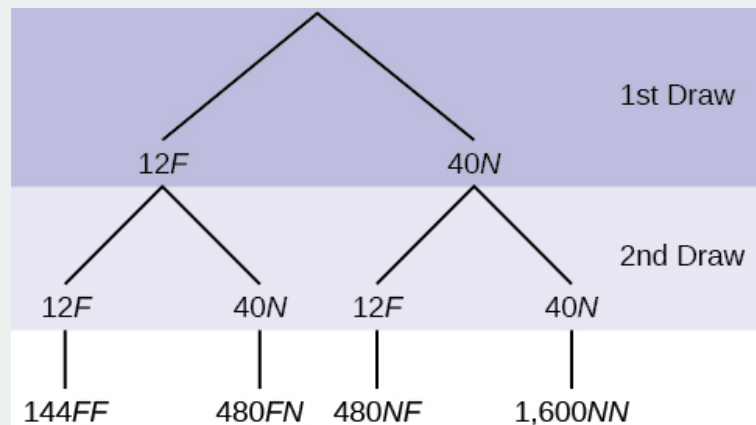 1st Draw
12F 40N
2nd Draw
12F 40N 12F 40N
144FF 480FN 480NF 1,600NN